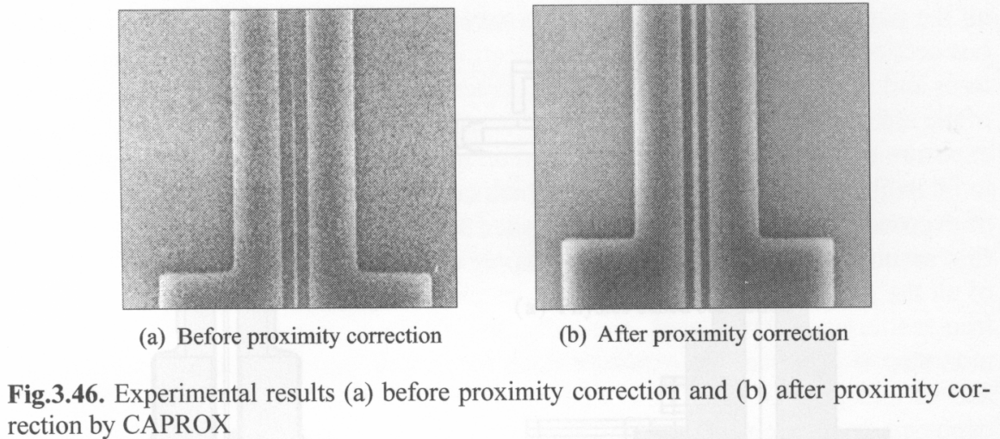 (a) Before proximity correction
(b) After proximity correction
Fig.3.46. Experimental results (a) before proximity correction and (b) after proximity cor-
rection by CAPROX